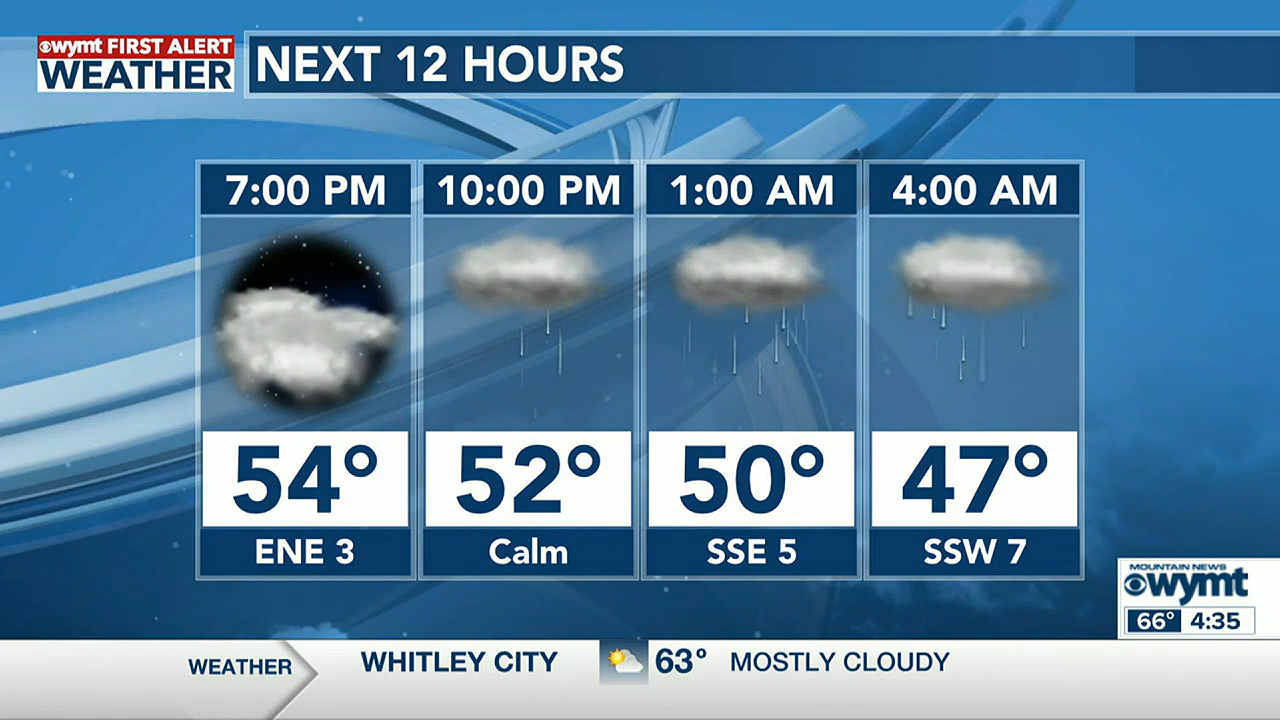 wymt FIRST ALERT
WEATHER
NEXT 12 HOURS
7:00 PM
10:00 PM
1:00 AM
4:00 AM
54°
52°
50°
47°
ENE 3
Calm
SSE 5
SSW 7
MOUNTAIN NEWS
wymt
66° 4:35
WEATHER
WHITLEY CITY 63° MOSTLY CLOUDY